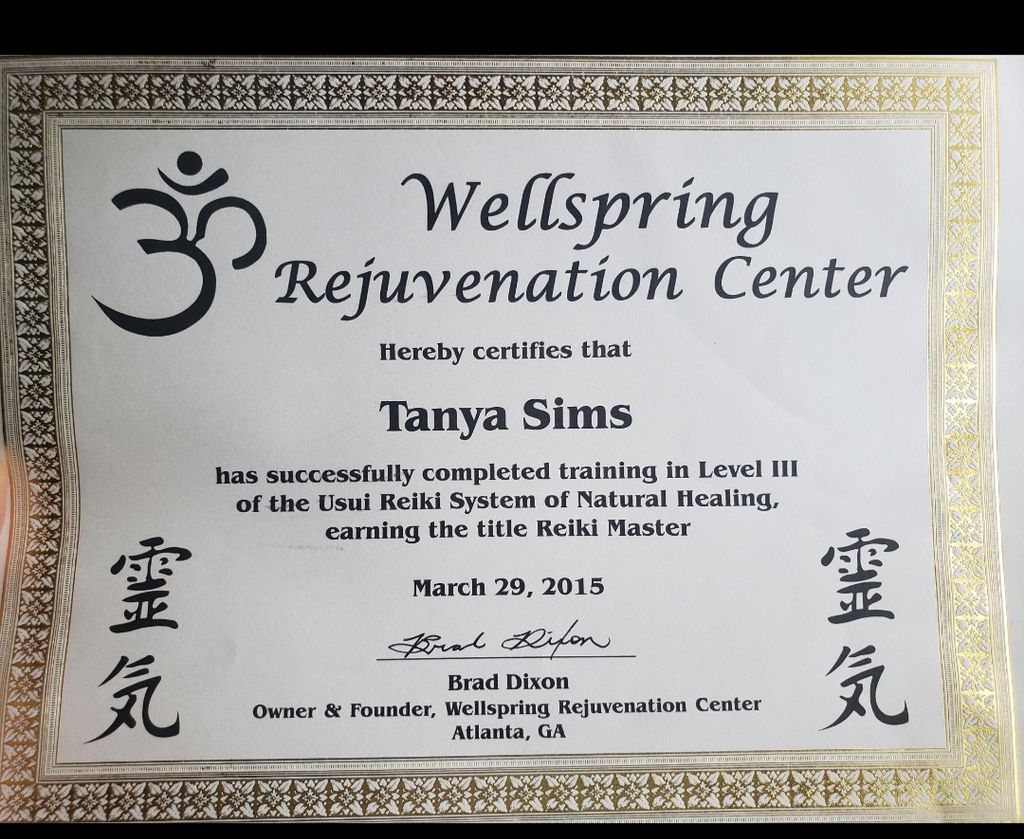 ॐ
Wellspring
Rejuvenation Center
Hereby certifies that
Tanya Sims
has successfully completed training in Level III
of the Usui Reiki System of Natural Healing,
earning the title Reiki Master
March 29, 2015
Brad Dixon
Brad Dixon
Owner & Founder, Wellspring Rejuvenation Center
Atlanta, GA
霊気
霊気